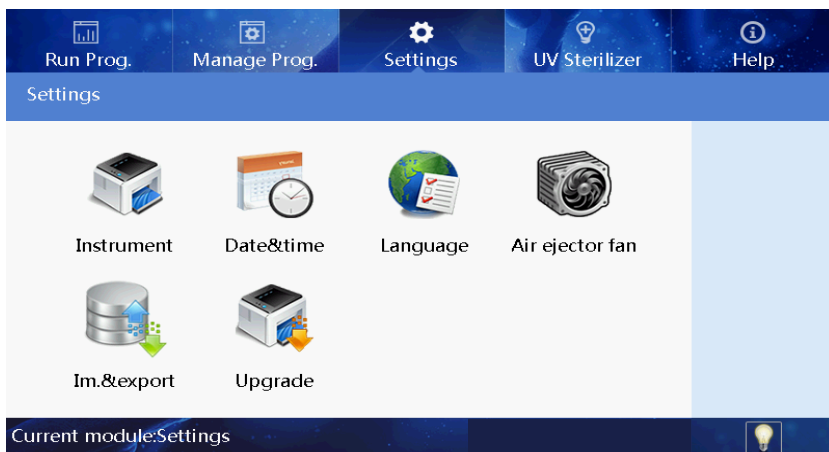 Run Prog. Manage Prog. Settings UV Sterilizer Help
Settings
Instrument Date&time Language Air ejector fan
Im.&export Upgrade
Current module:Settings